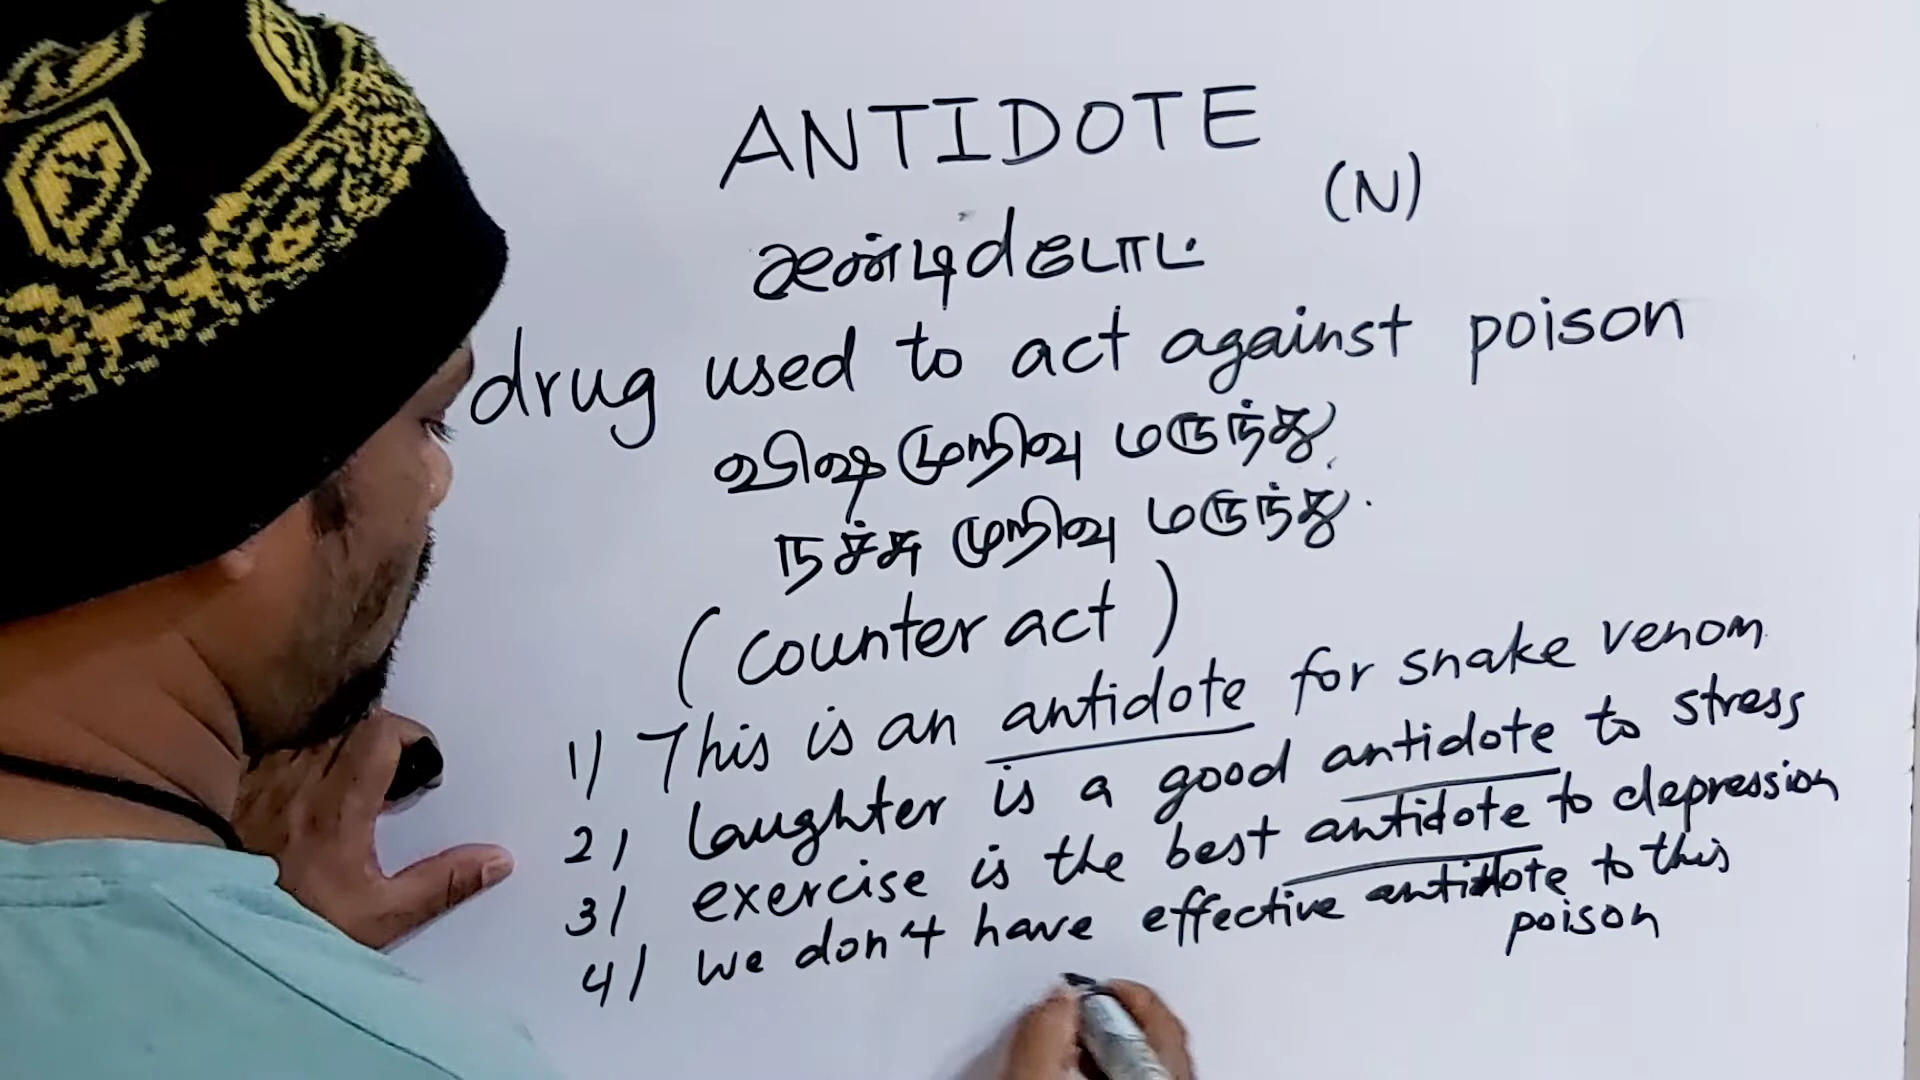 ANTIDOTE
(N)
ஆண்டிdடோட்
drug used to act against poison
விஷ முறிவு மருந்து
நச்சு முறிவு மருந்து.
(counter act)
1) This is an antidote for snake venom
2) laughter is a good antidote to stress
3) exercise is the best antidote to depression
4) we don't have effective antidote to this
poison